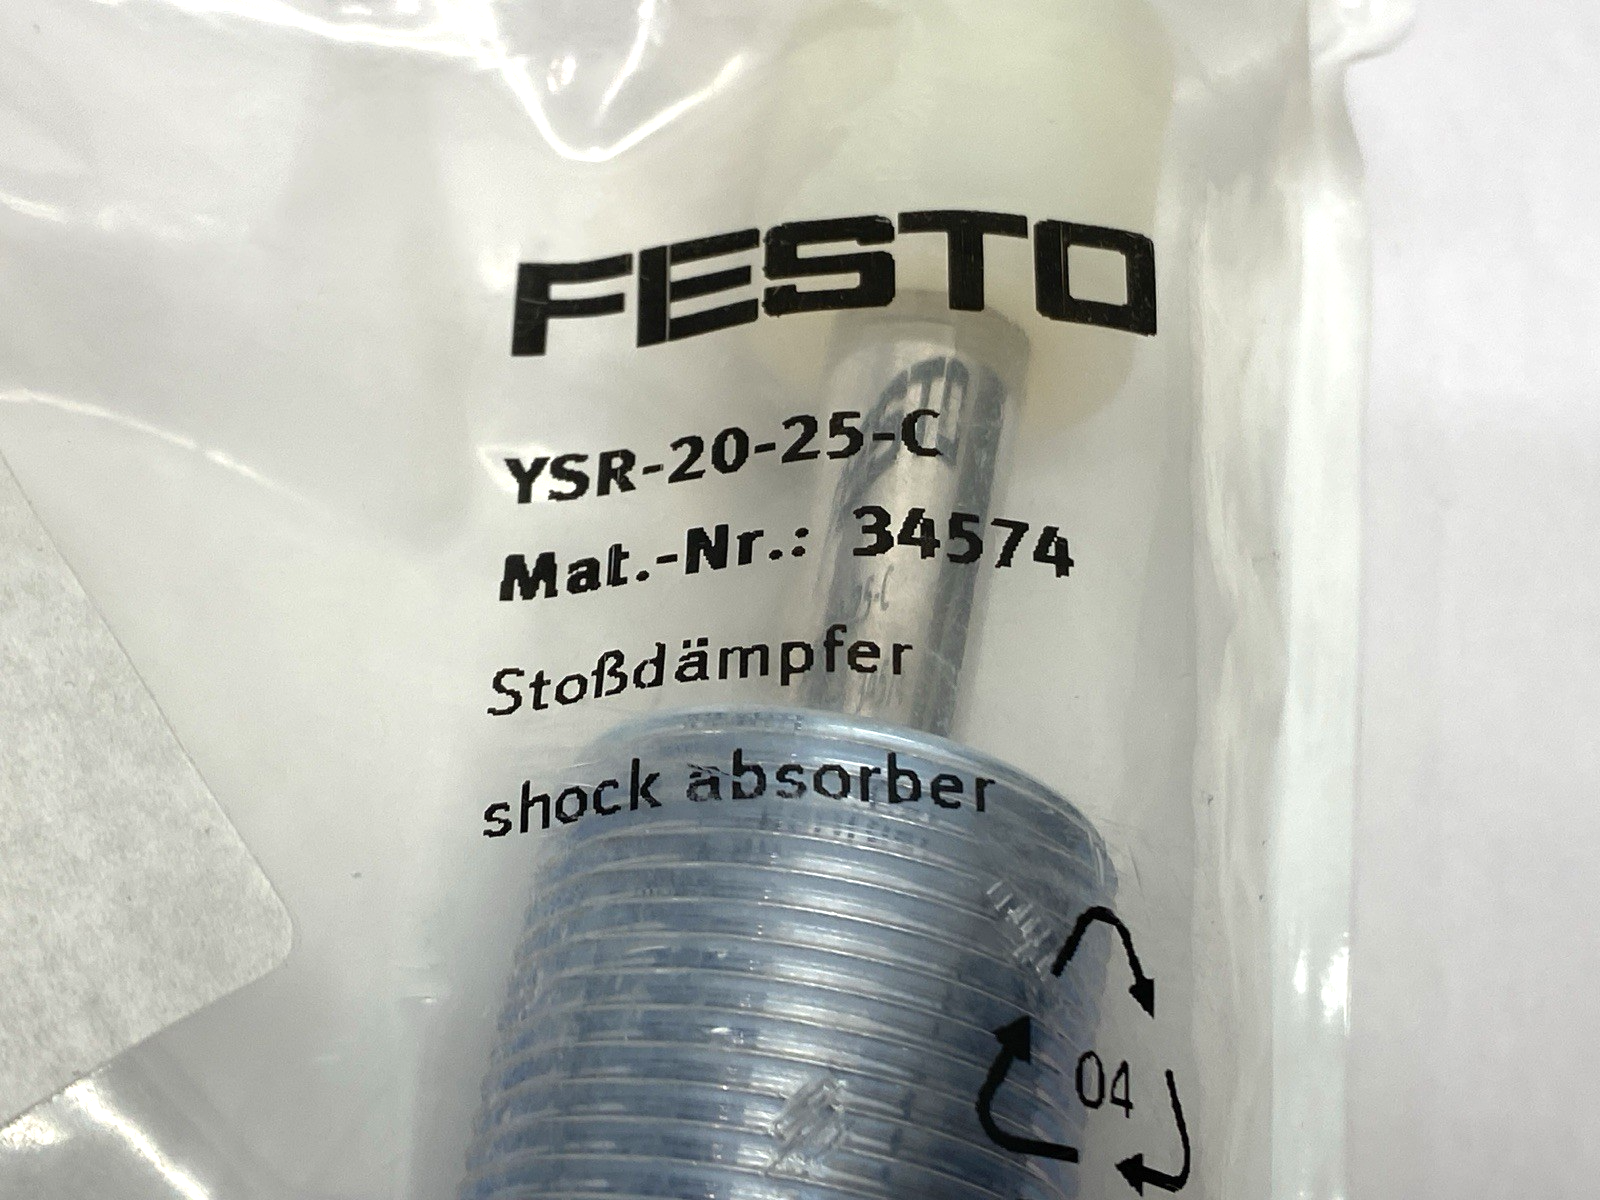 FESTO
YSR-20-25-C
Mat.-Nr.: 34574
Stoßdämpfer
shock absorber
04